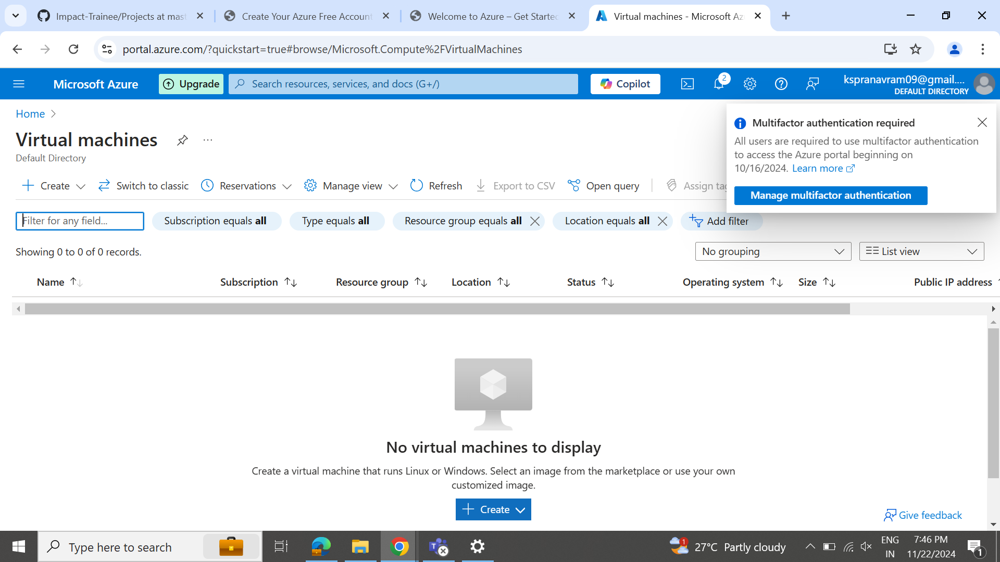 Impact-Trainee/Projects at mast
Create Your Azure Free Account
Welcome to Azure – Get Started
Virtual machines - Microsoft Az
portal.azure.com/?quickstart=true#browse/Microsoft.Compute%2FVirtualMachines
Microsoft Azure
Upgrade
Search resources, services, and docs (G+/)
Copilot
2
kspranavram09@gmail....
DEFAULT DIRECTORY
Home
Virtual machines
Default Directory
Multifactor authentication required
All users are required to use multifactor authentication
to access the Azure portal beginning on
10/16/2024. Learn more
Manage multifactor authentication
Create
Switch to classic
Reservations
Manage view
Refresh
Export to CSV
Open query
Assign tag
Filter for any field...
Subscription equals all
Type equals all
Resource group equals all
Location equals all
Add filter
Showing 0 to 0 of 0 records.
No grouping
List view
Name
Subscription
Resource group
Location
Status
Operating system
Size
Public IP address
No virtual machines to display
Create a virtual machine that runs Linux or Windows. Select an image from the marketplace or use your own
customized image.
Create
Give feedback
Type here to search
1
27°C Partly cloudy
ENG
IN
7:46 PM
11/22/2024
1